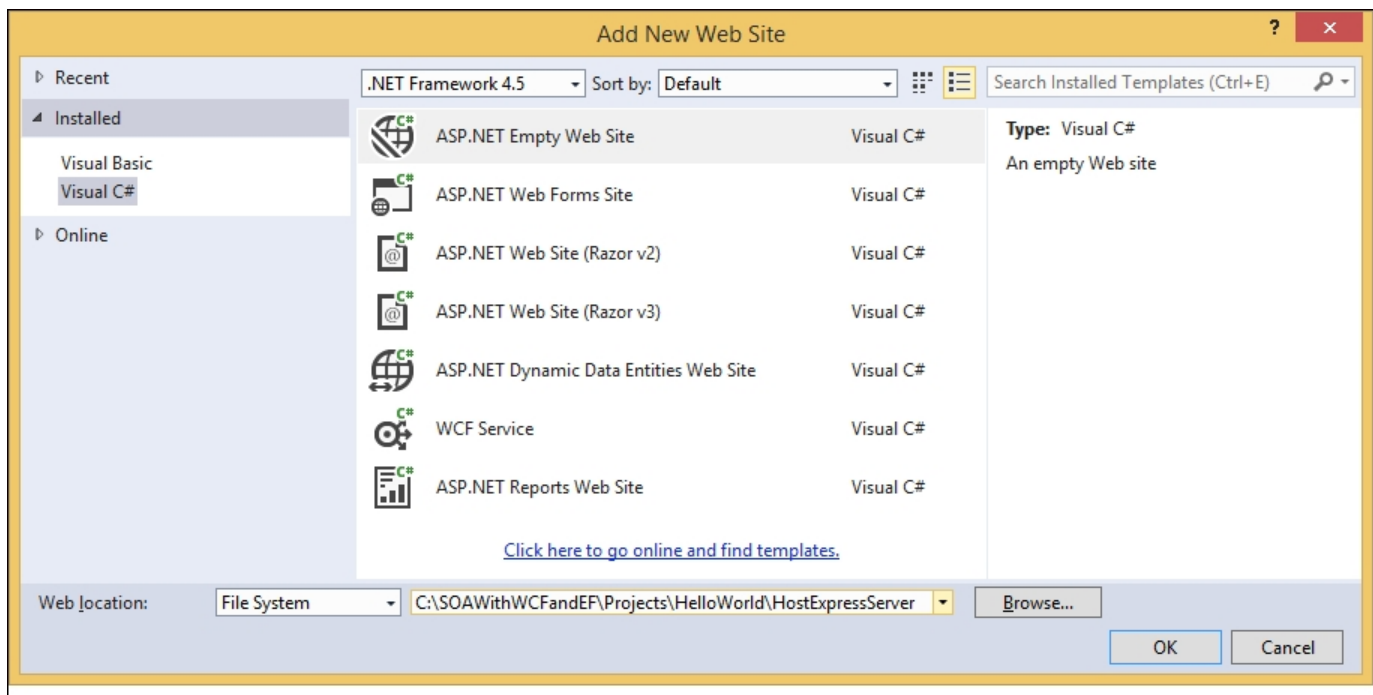 Add New Web Site
?
Recent
Installed
Visual Basic
Visual C#
Online
.NET Framework 4.5
Sort by: Default
Search Installed Templates (Ctrl+E)
C# ASP.NET Empty Web Site Visual C#
C# ASP.NET Web Forms Site Visual C#
C# @ ASP.NET Web Site (Razor v2) Visual C#
C# @ ASP.NET Web Site (Razor v3) Visual C#
C# ASP.NET Dynamic Data Entities Web Site Visual C#
C# WCF Service Visual C#
C# ASP.NET Reports Web Site Visual C#
Click here to go online and find templates.
Type: Visual C#
An empty Web site
Web location: File System C:\SOAWithWCFandEF\Projects\HelloWorld\HostExpressServer Browse...
OK Cancel